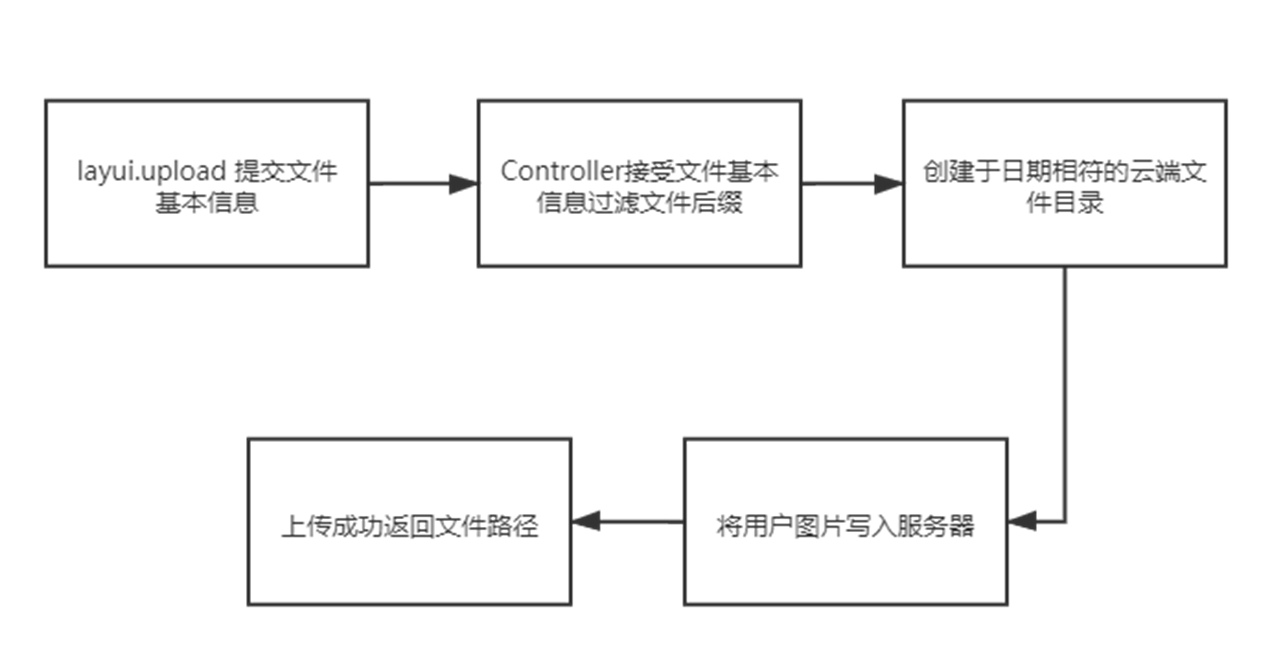 layui.upload 提交文件
基本信息
Controller接受文件基本
信息过滤文件后缀
创建于日期相符的云端文
件目录
将用户图片写入服务器
上传成功返回文件路径